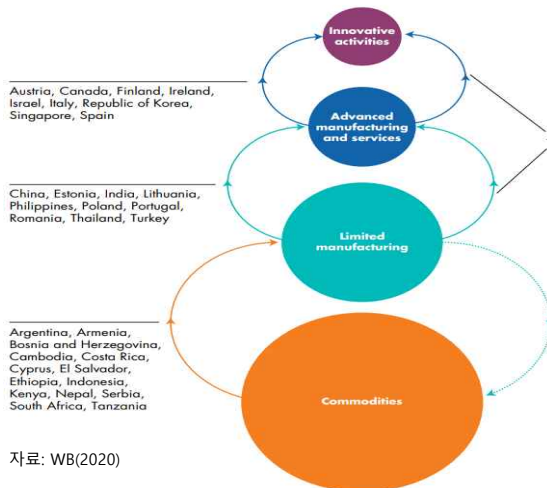 Innovative
activities
Austria, Canada, Finland, Ireland,
Israel, Italy, Republic of Korea,
Singapore, Spain
Advanced
manufacturing
and services
China, Estonia, India, Lithuania,
Philippines, Poland, Portugal,
Romania, Thailand, Turkey
Limited
manufacturing
Argentina, Armenia,
Bosnia and Herzegovina,
Cambodia, Costa Rica,
Cyprus, El Salvador,
Ethiopia, Indonesia,
Kenya, Nepal, Serbia,
South Africa, Tanzania
Commodities
자료: WB(2020)